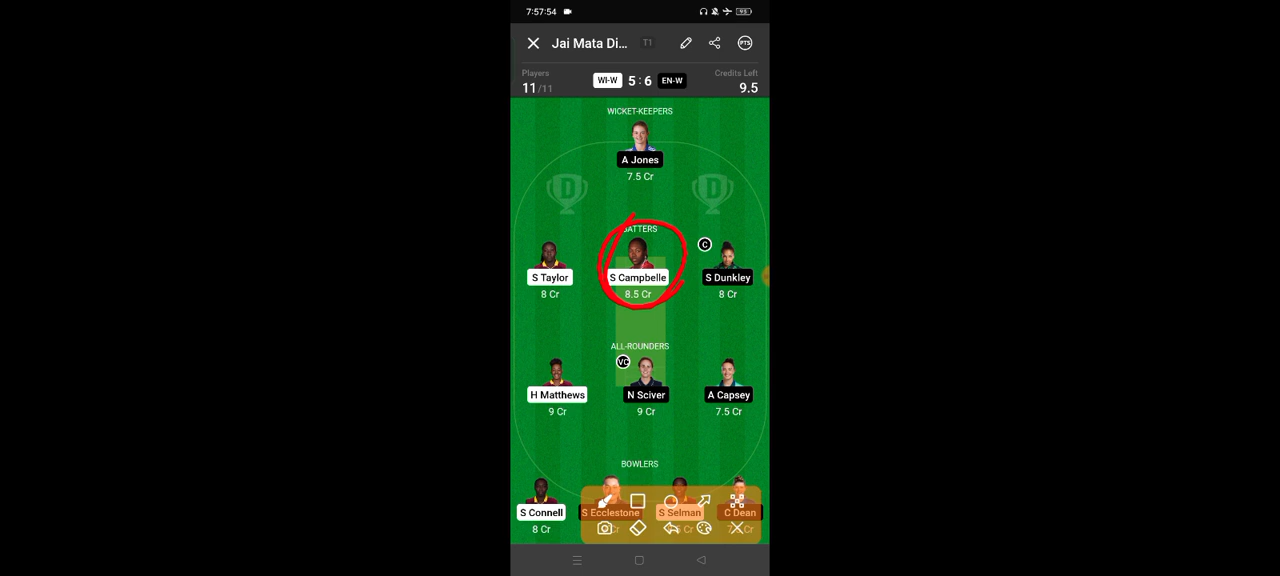 7:57:54
Jai Mata Di... T1 PTS
Players Credits Left
11/11 WI-W 5 : 6 EN-W 9.5
WICKET-KEEPERS
A Jones
7.5 Cr
BATTERS
C
S Taylor S Campbelle S Dunkley
8 Cr 8.5 Cr 8 Cr
ALL-ROUNDERS
VC
H Matthews N Sciver A Capsey
9 Cr 9 Cr 7.5 Cr
BOWLERS
S Connell S Ecclestone S Selman C Dean
8 Cr